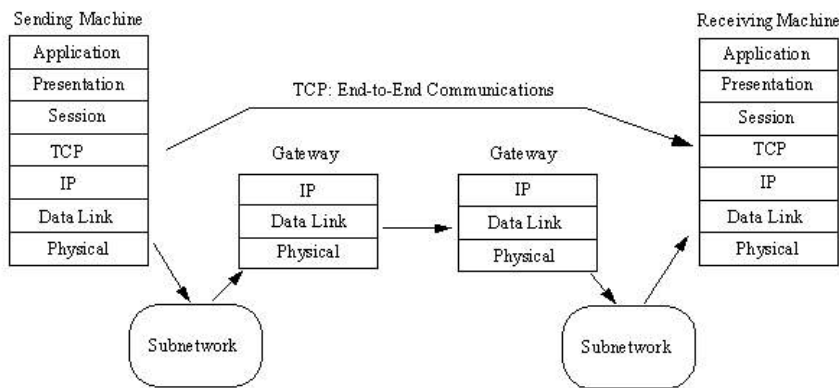 Sending Machine
Application
Presentation
Session
TCP
IP
Data Link
Physical
TCP: End-to-End Communications
Gateway
IP
Data Link
Physical
Gateway
IP
Data Link
Physical
Receiving Machine
Application
Presentation
Session
TCP
IP
Data Link
Physical
Subnetwork
Subnetwork